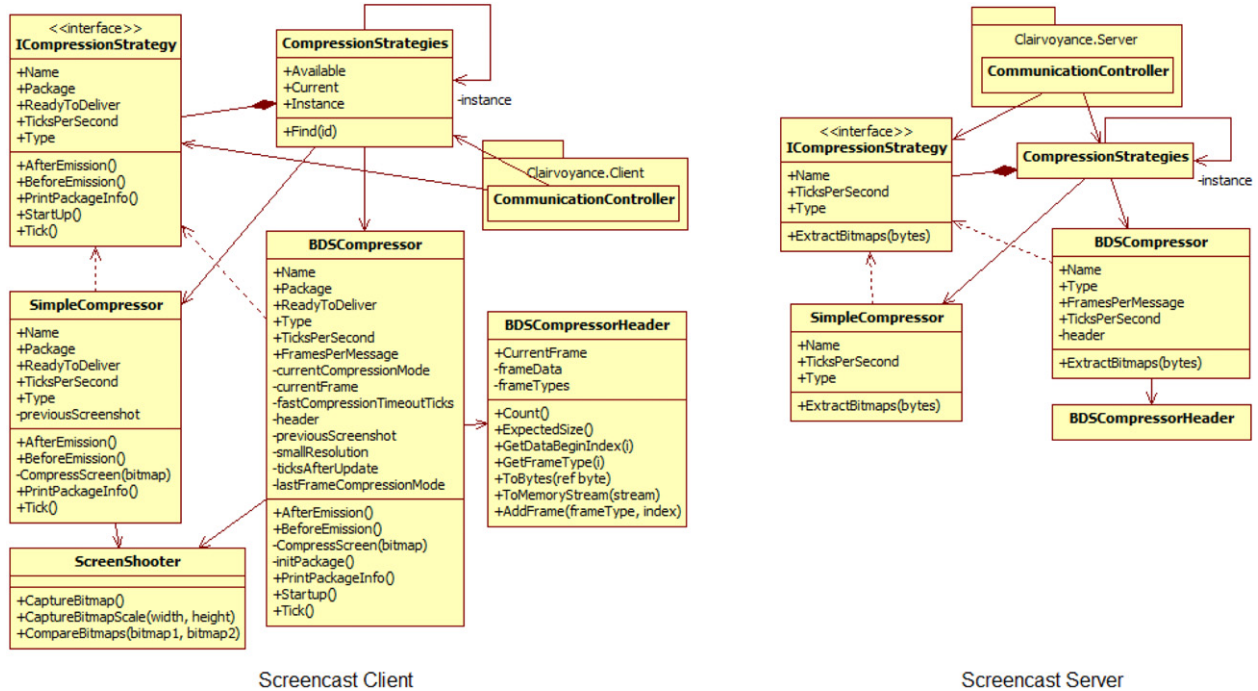 <<interface>>
ICompressionStrategy
+Name
+Package
+ReadyToDeliver
+TicksPerSecond
+Type
+AfterEmission()
+BeforeEmission()
+PrintPackageInfo()
+StartUp()
+Tick()
CompressionStrategies
+Available
+Current
+Instance
+Find(id)
-instance
Clairvoyance.Client
CommunicationController
SimpleCompressor
+Name
+Package
+ReadyToDeliver
+TicksPerSecond
+Type
-previousScreenshot
+AfterEmission()
+BeforeEmission()
-CompressScreen(bitmap)
+PrintPackageInfo()
+Tick()
BDSCompressor
+Name
+Package
+ReadyToDeliver
+Type
+TicksPerSecond
+FramesPerMessage
-currentCompressionMode
-currentFrame
-fastCompressionTimeoutTicks
-header
-previousScreenshot
-smallResolution
-ticksAfterUpdate
-lastFrameCompressionMode
+AfterEmission()
+BeforeEmission()
-CompressScreen(bitmap)
-initPackage()
+PrintPackageInfo()
+Startup()
+Tick()
BDSCompressorHeader
+CurrentFrame
-frameData
-frameTypes
+Count()
+ExpectedSize()
+GetDataBeginIndex(i)
+GetFrameType(i)
+ToBytes(ref byte)
+ToMemoryStream(stream)
+AddFrame(frameType, index)
ScreenShooter
+CaptureBitmap()
+CaptureBitmapScale(width, height)
+CompareBitmaps(bitmap1, bitmap2)
Screencast Client
Clairvoyance.Server
CommunicationController
<<interface>>
ICompressionStrategy
+Name
+TicksPerSecond
+Type
+ExtractBitmaps(bytes)
CompressionStrategies
-instance
BDSCompressor
+Name
+Type
+FramesPerMessage
+TicksPerSecond
-header
+ExtractBitmaps(bytes)
SimpleCompressor
+Name
+TicksPerSecond
+Type
+ExtractBitmaps(bytes)
BDSCompressorHeader
Screencast Server